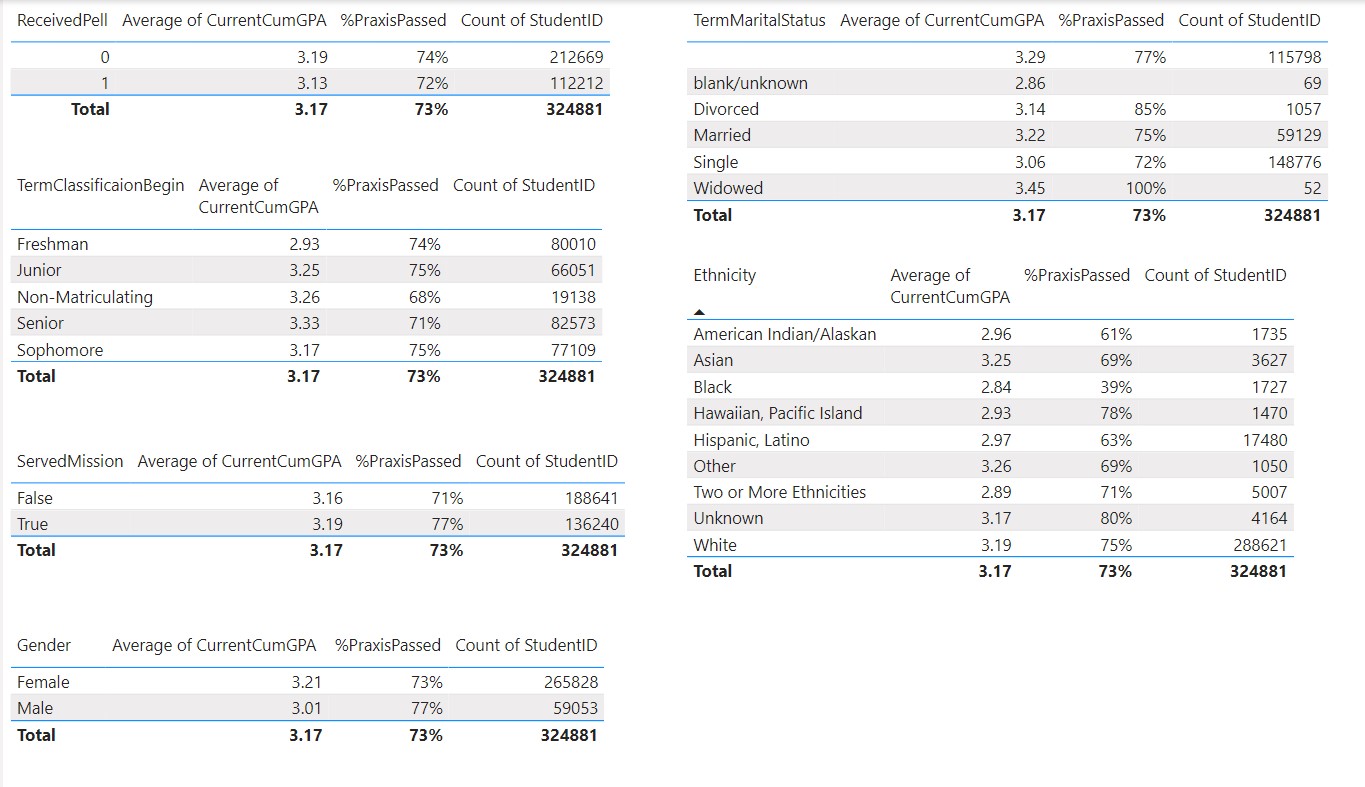 ReceivedPell Average of CurrentCumGPA %PraxisPassed Count of StudentID
0 3.19 74% 212669
1 3.13 72% 112212
Total 3.17 73% 324881
TermClassificaionBegin Average of CurrentCumGPA %PraxisPassed Count of StudentID
Freshman 2.93 74% 80010
Junior 3.25 75% 66051
Non-Matriculating 3.26 68% 19138
Senior 3.33 71% 82573
Sophomore 3.17 75% 77109
Total 3.17 73% 324881
ServedMission Average of CurrentCumGPA %PraxisPassed Count of StudentID
False 3.16 71% 188641
True 3.19 77% 136240
Total 3.17 73% 324881
Gender Average of CurrentCumGPA %PraxisPassed Count of StudentID
Female 3.21 73% 265828
Male 3.01 77% 59053
Total 3.17 73% 324881
TermMaritalStatus Average of CurrentCumGPA %PraxisPassed Count of StudentID
3.29 77% 115798
blank/unknown 2.86 69
Divorced 3.14 85% 1057
Married 3.22 75% 59129
Single 3.06 72% 148776
Widowed 3.45 100% 52
Total 3.17 73% 324881
Ethnicity Average of CurrentCumGPA %PraxisPassed Count of StudentID
American Indian/Alaskan 2.96 61% 1735
Asian 3.25 69% 3627
Black 2.84 39% 1727
Hawaiian, Pacific Island 2.93 78% 1470
Hispanic, Latino 2.97 63% 17480
Other 3.26 69% 1050
Two or More Ethnicities 2.89 71% 5007
Unknown 3.17 80% 4164
White 3.19 75% 288621
Total 3.17 73% 324881